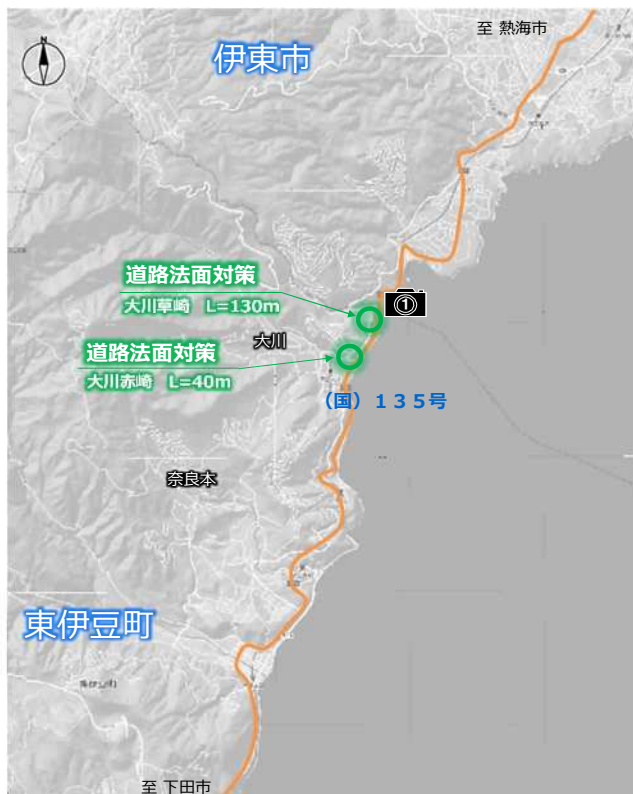 至 熱海市
N
伊東市
道路法面対策
大川草崎 L=130m
①
大川
道路法面対策
大川赤崎 L=40m
（国）１３５号
奈良本
東伊豆町
至 下田市